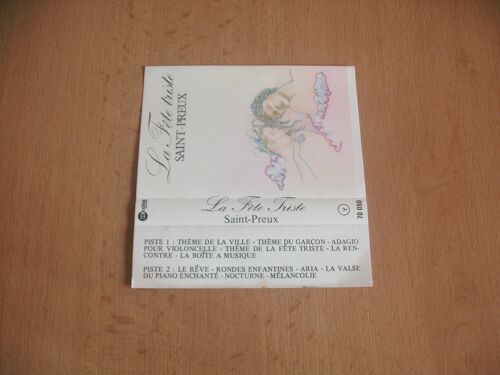 La Fête triste
SAINT-PREUX
La Fête Triste
Saint-Preux
70 050
PISTE 1 : THÈME DE LA VILLE - THÈME DU GARÇON - ADAGIO
POUR VIOLONCELLE - THÈME DE LA FÊTE TRISTE - LA REN-
CONTRE - LA BOÎTE A MUSIQUE
PISTE 2 : LE RÊVE - RONDES ENFANTINES - ARIA - LA VALSE
DU PIANO ENCHANTÉ - NOCTURNE - MÉLANCOLIE